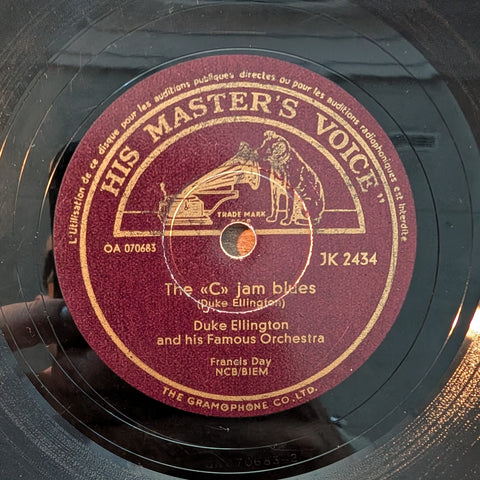 L'Utilisation de ce disque pour les auditions publiques directes ou pour les auditions radiophoniques est interdite
"HIS MASTER'S VOICE"
TRADE MARK
OA 070683
JK 2434
The «C» jam blues
(Duke Ellington)
Duke Ellington
and his Famous Orchestra
Francis Day
NCB/BIEM
THE GRAMOPHONE CO., LTD.